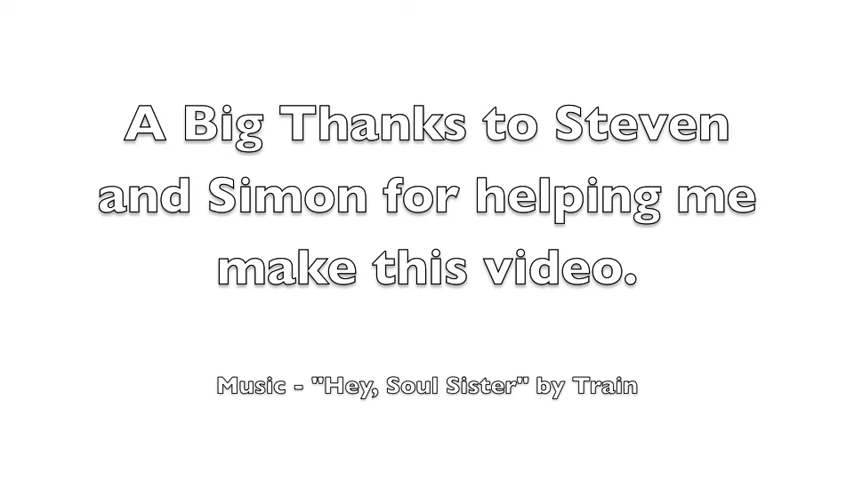 A Big Thanks to Steven
and Simon for helping me
make this video.
Music - "Hey, Soul Sister" by Train